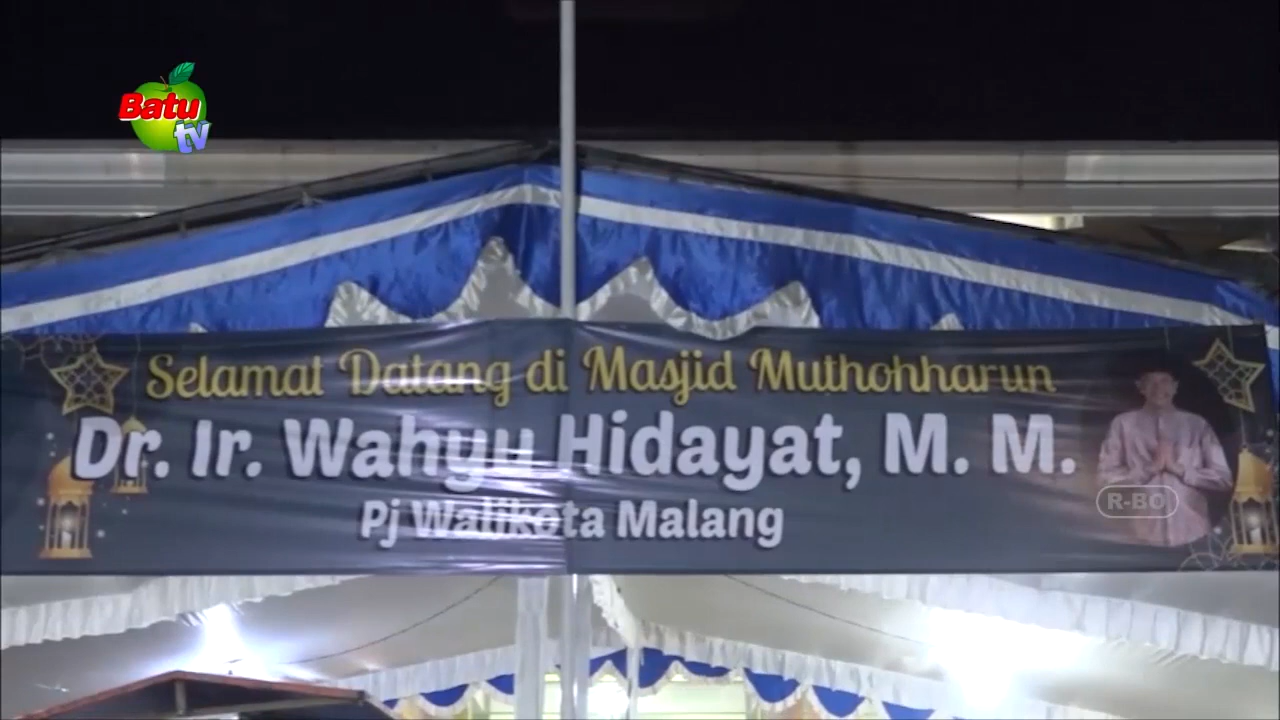 Batu
tv
Selamat Datang di Masjid Muthohharun
Dr. Ir. Wahyu Hidayat, M. M.
Pj Walikota Malang
R-BO